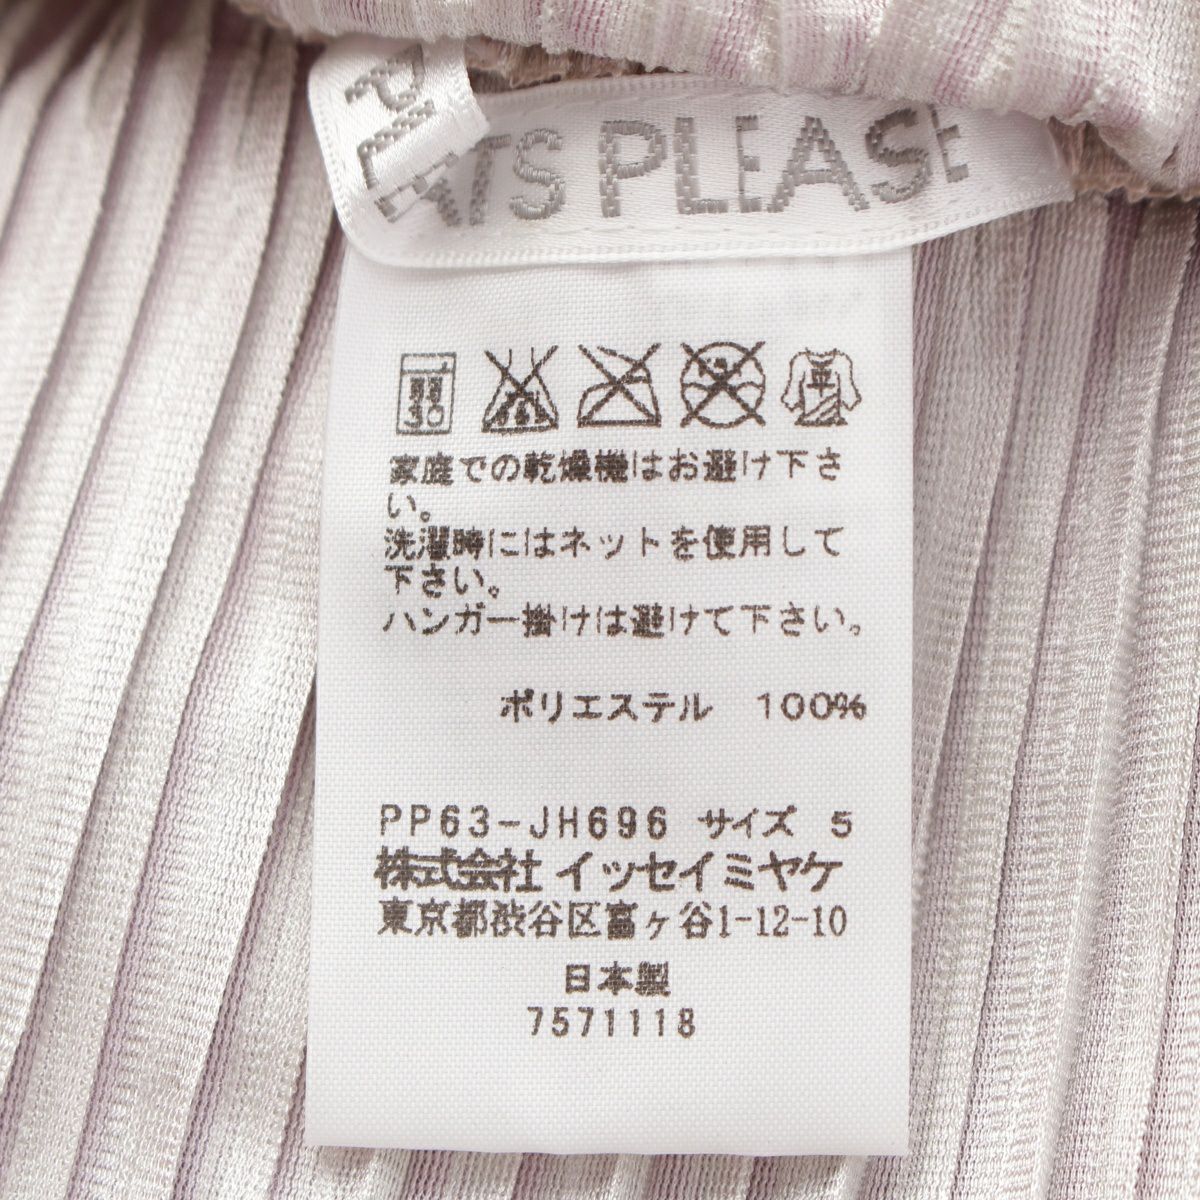 PLEATS PLEASE
30
草
家庭での乾燥機はお避け下さ
い。
洗濯時にはネットを使用して
下さい。
ハンガー掛けは避けて下さい。
ポリエステル 100%
PP63-JH696 サイズ 5
株式会社イッセイミヤケ
東京都渋谷区富ヶ谷1-12-10
日本製
7571118